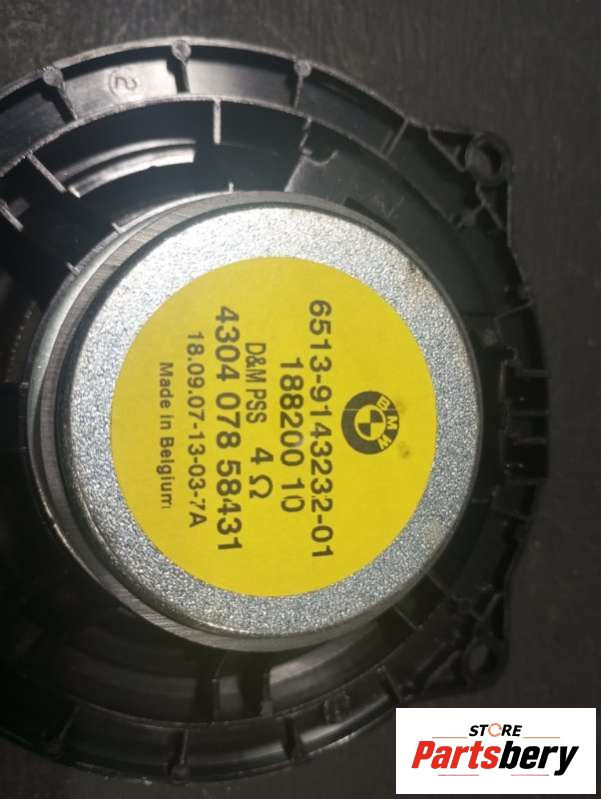 BMW
6513-9143232-01
188200 10
D&M PSS 4 Ω
4304 078 58431
18.09.07-13-03-7A
Made in Belgium
2
STORE
Partsbery